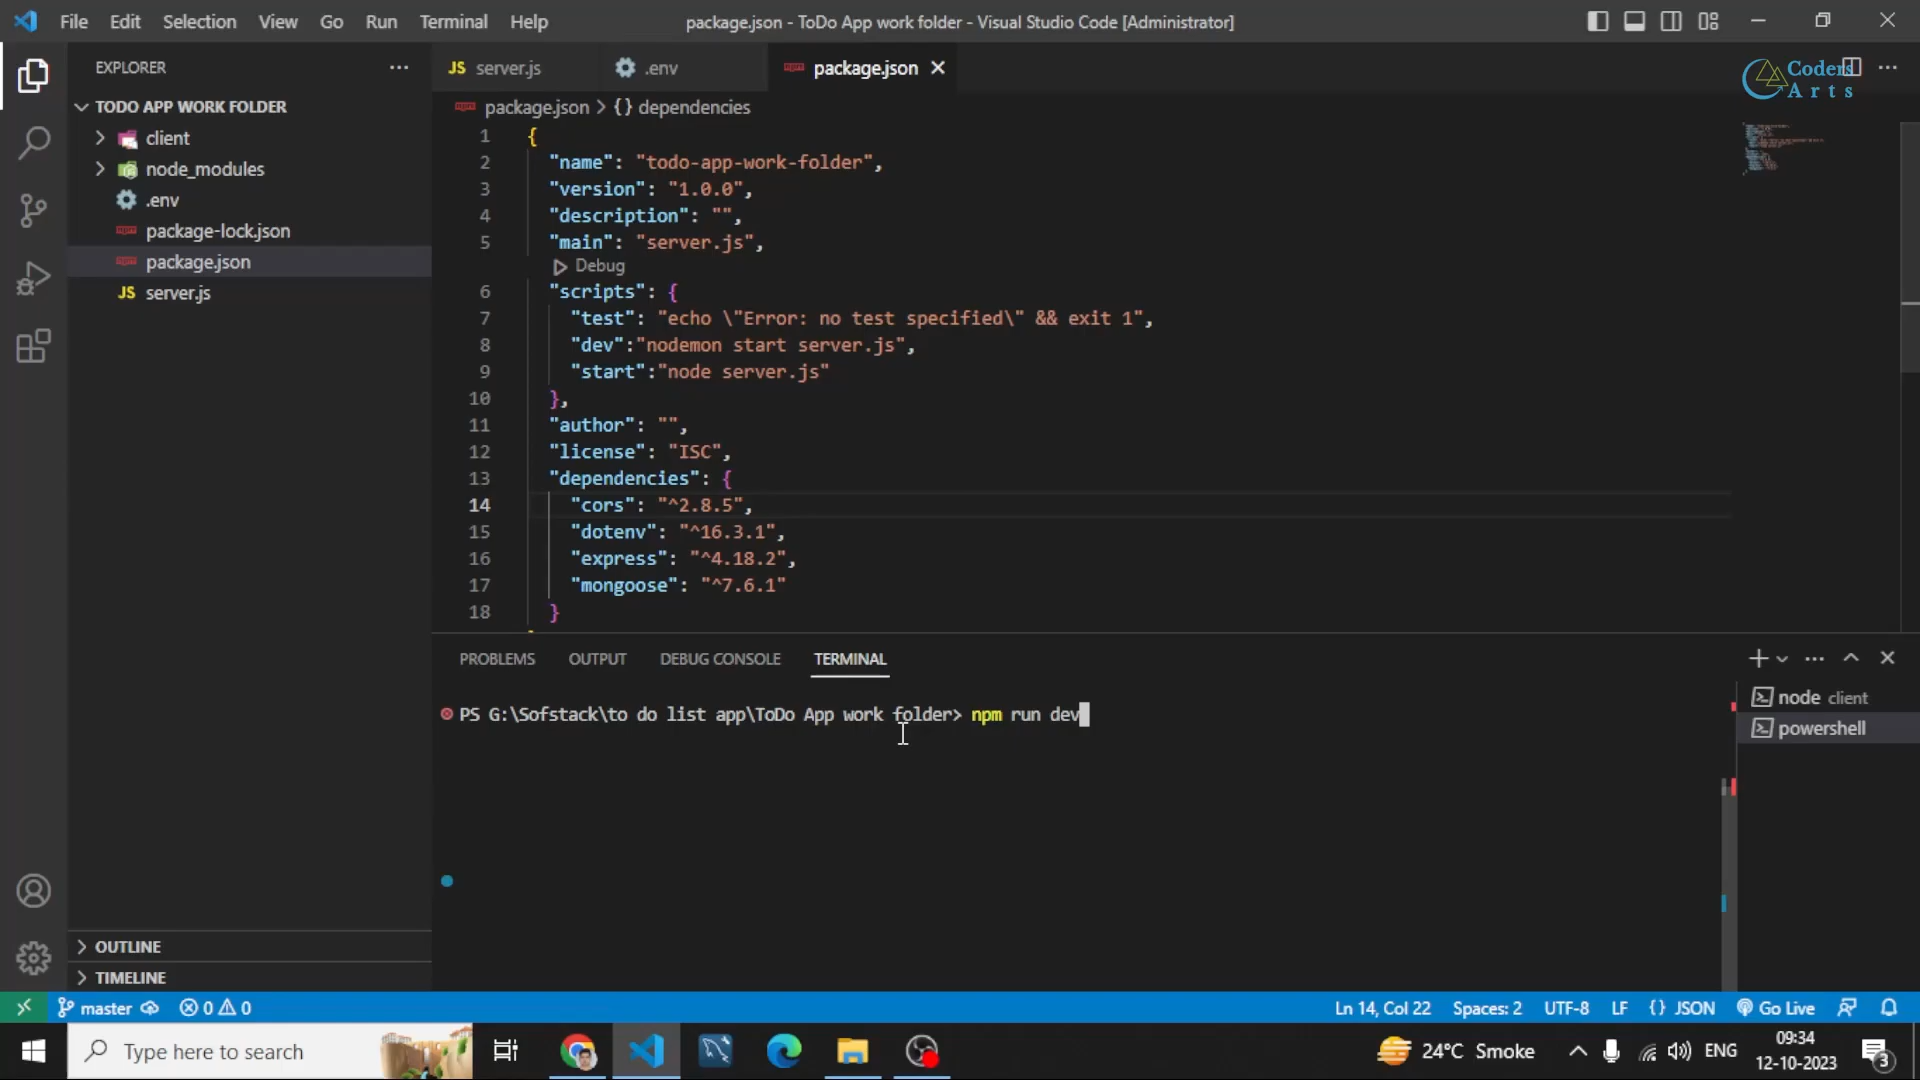 File Edit Selection View Go Run Terminal Help
package.json - ToDo App work folder - Visual Studio Code [Administrator]
EXPLORER
TODO APP WORK FOLDER
client
node_modules
.env
package-lock.json
package.json
JS server.js
OUTLINE
TIMELINE
JS server.js
.env
package.json
Coders
Arts
package.json > {} dependencies
1 {
2 "name": "todo-app-work-folder",
3 "version": "1.0.0",
4 "description": "",
5 "main": "server.js",
Debug
6 "scripts": {
7 "test": "echo \"Error: no test specified\" && exit 1",
8 "dev":"nodemon start server.js",
9 "start":"node server.js"
10 },
11 "author": "",
12 "license": "ISC",
13 "dependencies": {
14 "cors": "^2.8.5",
15 "dotenv": "^16.3.1",
16 "express": "^4.18.2",
17 "mongoose": "^7.6.1"
18 }
PROBLEMS OUTPUT DEBUG CONSOLE TERMINAL
PS G:\Sofstack\to do list app\ToDo App work folder> npm run dev
node client
powershell
master 0 0 Ln 14, Col 22 Spaces: 2 UTF-8 LF {} JSON Go Live
Type here to search
24°C Smoke
ENG
09:34
12-10-2023
3